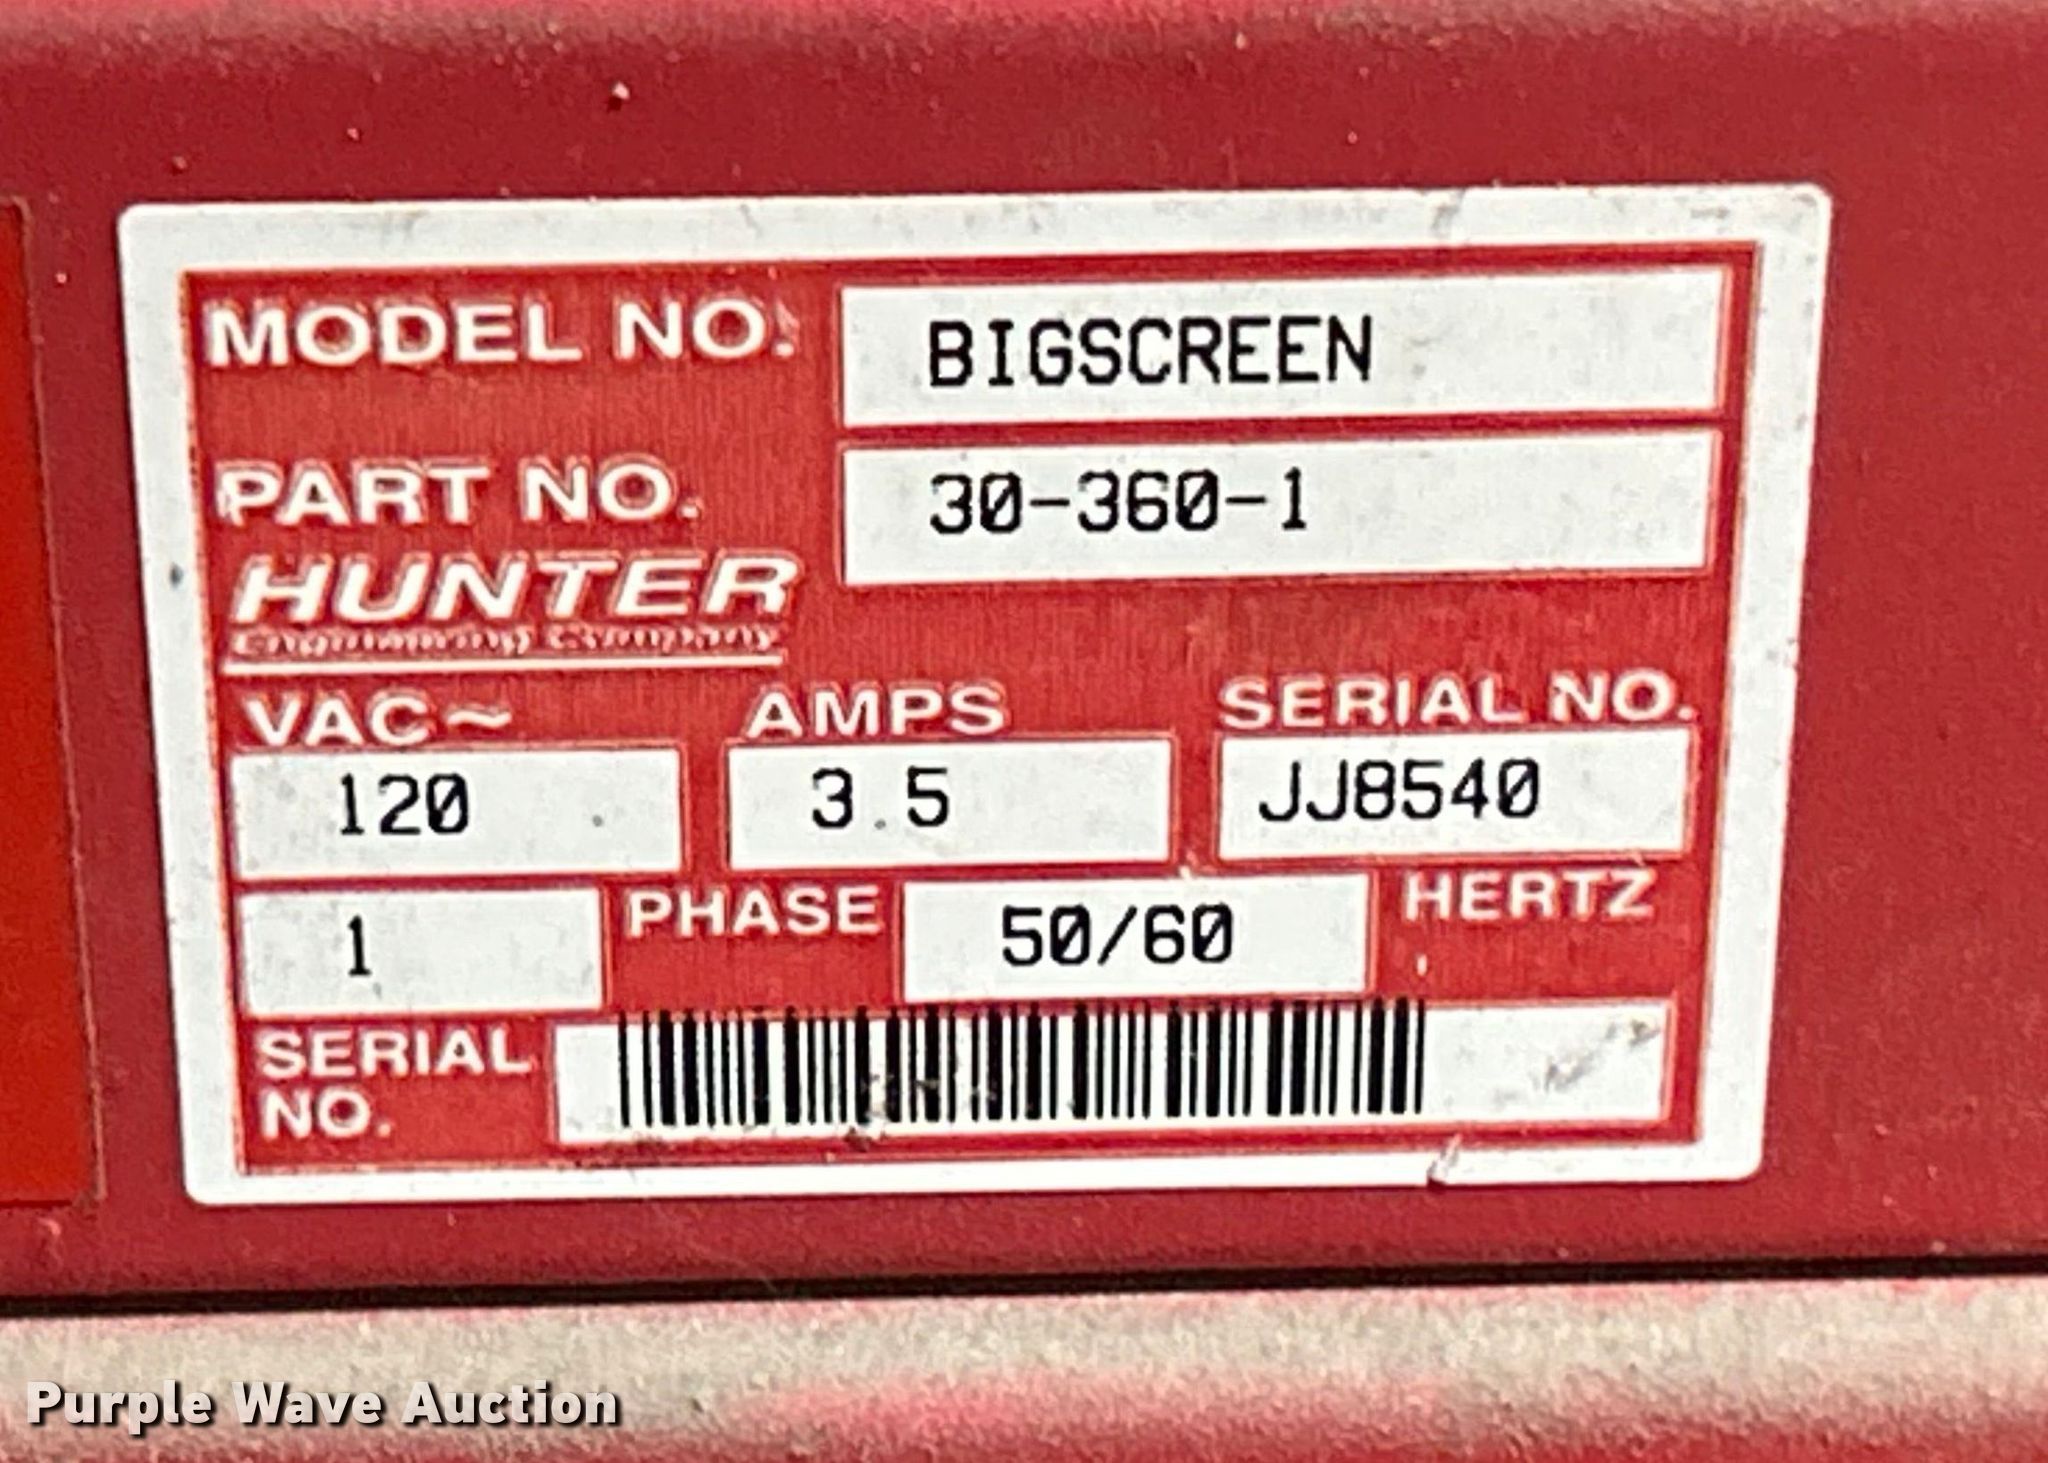 MODEL NO. BIGSCREEN
PART NO. 30-360-1
HUNTER
Engineering Company
VAC~ AMPS SERIAL NO.
120 3.5 JJ8540
1 PHASE 50/60 HERTZ
SERIAL
NO.
Purple Wave Auction